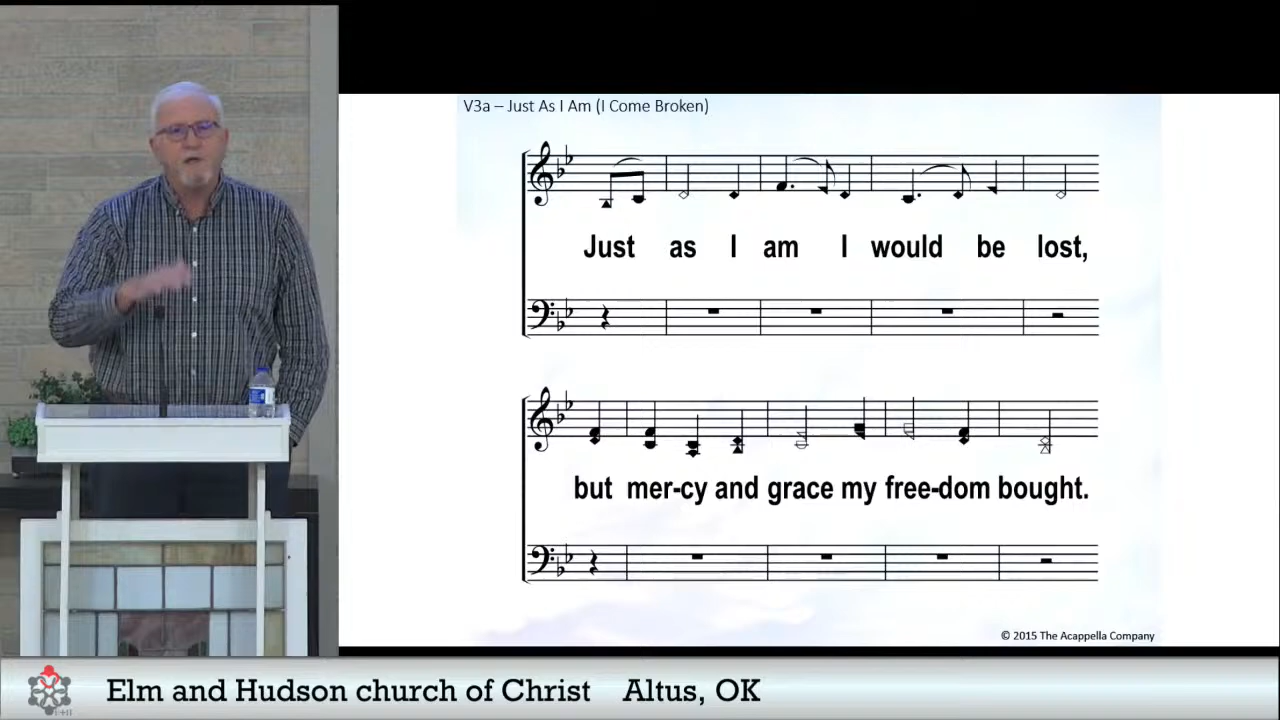 V3a – Just As I Am (I Come Broken)
Just as I am I would be lost,
but mer-cy and grace my free-dom bought.
© 2015 The Acappella Company
Elm and Hudson church of Christ Altus, OK